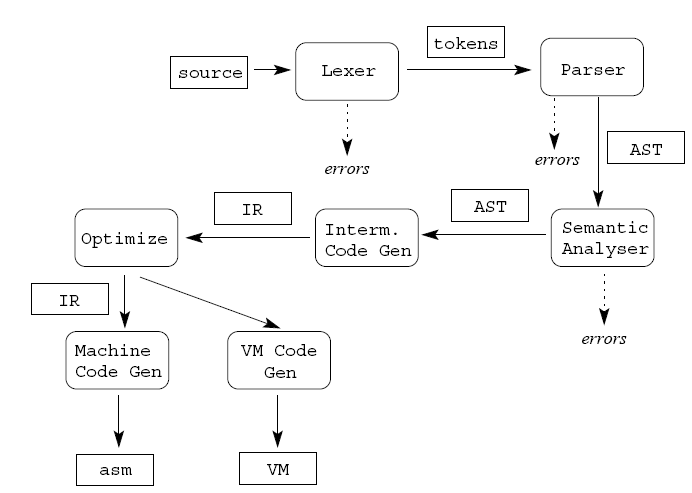 tokens
source
Lexer
Parser
errors
errors
AST
IR
AST
Optimize
Interm.
Code Gen
Semantic
Analyser
IR
errors
Machine
Code Gen
VM Code
Gen
asm
VM